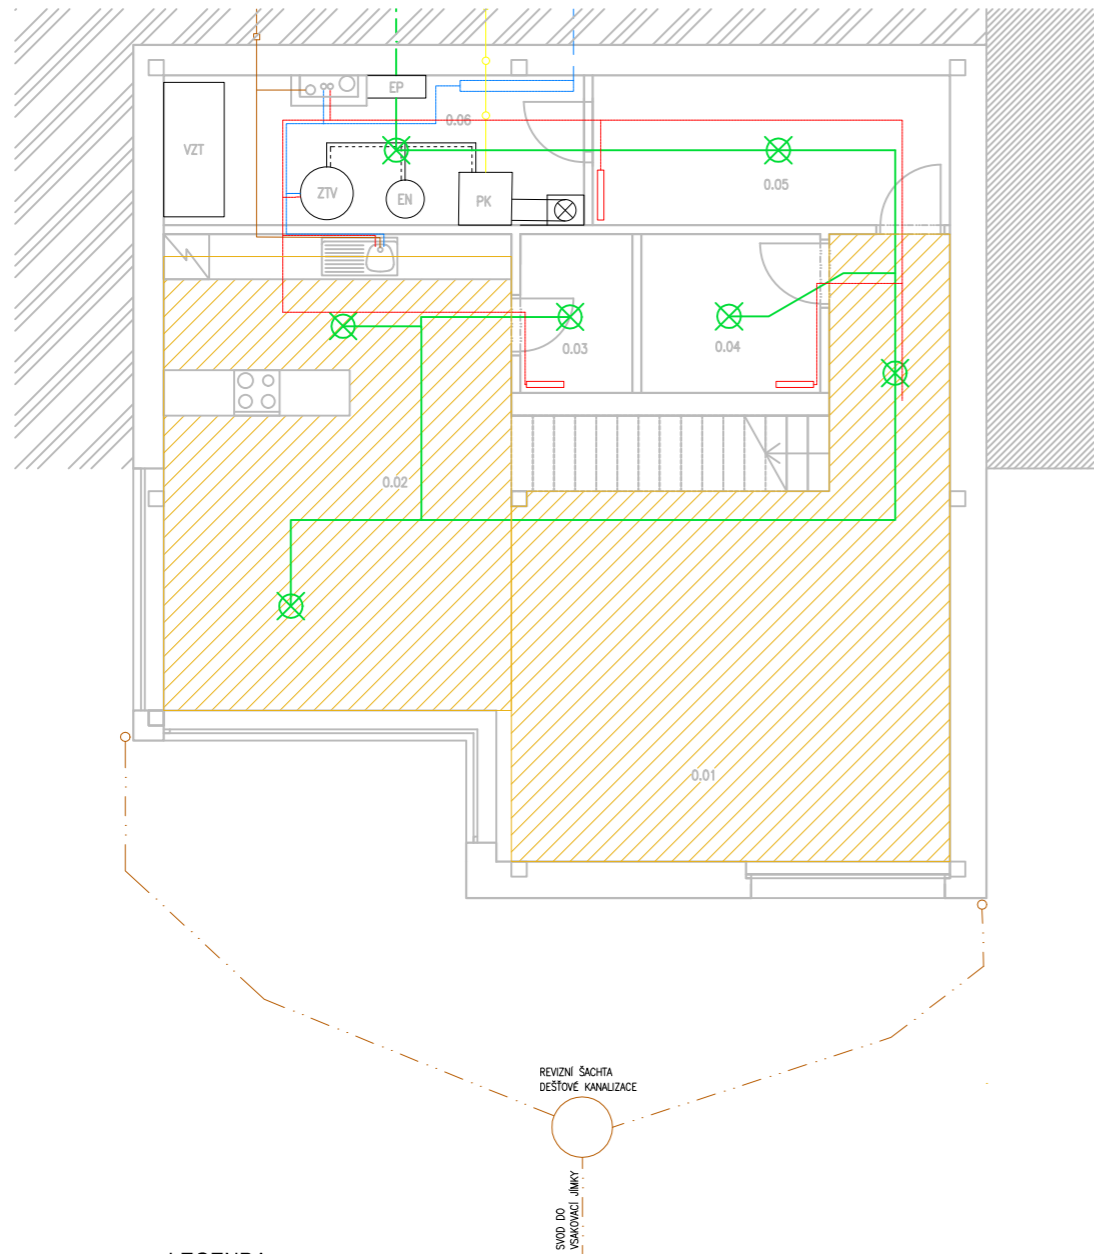 EP
0.06
VZT
ZTV
EN
PK
0.05
0.03
0.04
0.02
0.01
REVIZNÍ ŠACHTA
DEŠŤOVÉ KANALIZACE
SVOD DO
VSAKOVACÍ JÍMKY
LEGENDA